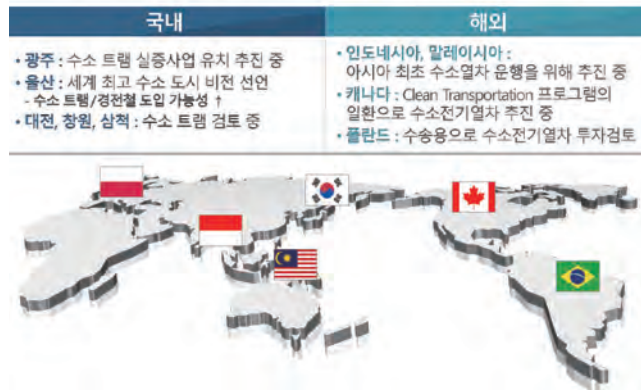 국내
• 광주 : 수소 트램 실증사업 유치 추진 중
• 울산 : 세계 최고 수소 도시 비전 선언
- 수소 트램/경전철 도입 가능성 ↑
• 대전, 창원, 삼척 : 수소 트램 검토 중
해외
• 인도네시아, 말레이시아 :
아시아 최초 수소열차 운행을 위해 추진 중
• 캐나다 : Clean Transportation 프로그램의
일환으로 수소전기열차 추진 중
• 폴란드 : 수송용으로 수소전기열차 투자검토